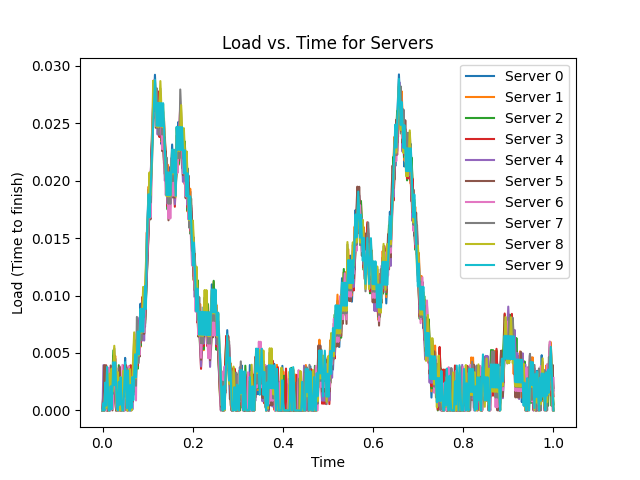 Load vs. Time for Servers
Load (Time to finish)
0.030
0.025
0.020
0.015
0.010
0.005
0.000
0.0 0.2 0.4 0.6 0.8 1.0
Time
Server 0
Server 1
Server 2
Server 3
Server 4
Server 5
Server 6
Server 7
Server 8
Server 9